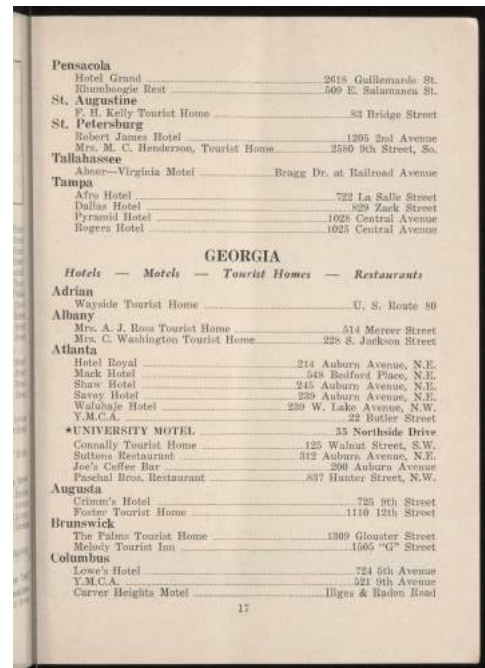 Pensacola
Hotel Grand 2618 Guillemarde St.
Rhumboogie Rest 509 E. Salamanca St.
St. Augustine
F. H. Kelly Tourist Home 83 Bridge Street
St. Petersburg
Robert James Hotel 1205 2nd Avenue
Mrs. M. C. Henderson, Tourist Home 2580 9th Street, So.
Tallahassee
Abner—Virginia Motel Bragg Dr. at Railroad Avenue
Tampa
Afro Hotel 722 La Salle Street
Dallas Hotel 829 Zack Street
Pyramid Hotel 1028 Central Avenue
Rogers Hotel 1025 Central Avenue
GEORGIA
Hotels — Motels — Tourist Homes — Restaurants
Adrian
Wayside Tourist Home U. S. Route 80
Albany
Mrs. A. J. Ross Tourist Home 514 Mercer Street
Mrs. C. Washington Tourist Home 228 S. Jackson Street
Atlanta
Hotel Royal 214 Auburn Avenue, N.E.
Mack Hotel 548 Bedford Place, N.E.
Shaw Hotel 245 Auburn Avenue, N.E.
Savoy Hotel 239 Auburn Avenue, N.E.
Waluhaje Hotel 239 W. Lake Avenue, N.W.
Y.M.C.A. 22 Butler Street
★UNIVERSITY MOTEL 55 Northside Drive
Connally Tourist Home 125 Walnut Street, S.W.
Suttons Restaurant 312 Auburn Avenue, N.E.
Joe's Coffee Bar 200 Auburn Avenue
Paschal Bros. Restaurant 837 Hunter Street, N.W.
Augusta
Crimm's Hotel 725 9th Street
Foster Tourist Home 1110 12th Street
Brunswick
The Palms Tourist Home 1309 Glouster Street
Melody Tourist Inn 1505 "G" Street
Columbus
Lowe's Hotel 724 5th Avenue
Y.M.C.A. 521 9th Avenue
Carver Heights Motel Illges & Rudon Road
17